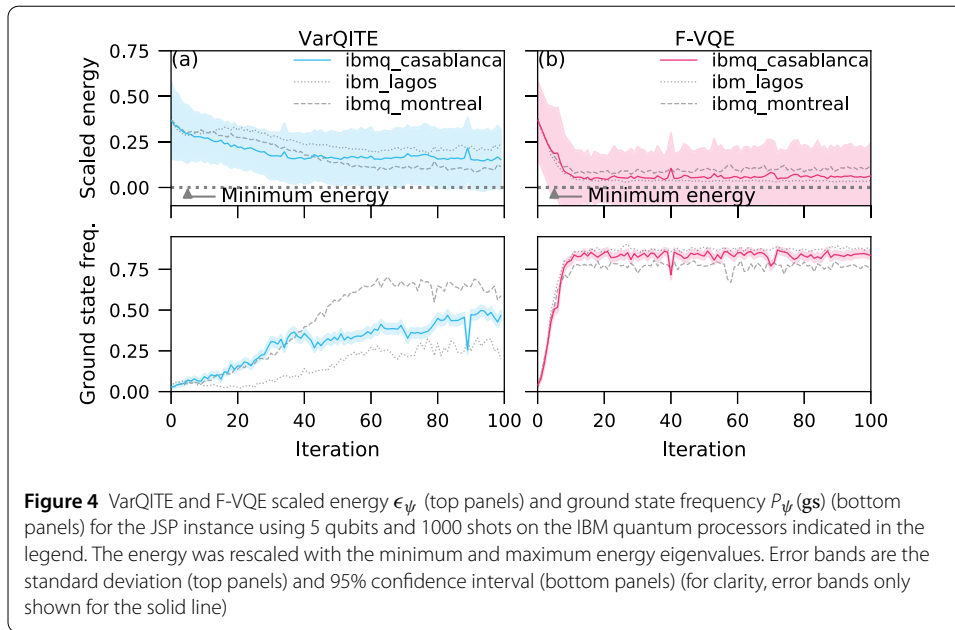 VarQITE
F-VQE
Scaled energy
0.75
0.50
0.25
0.00
(a)
ibmq_casablanca
ibm_lagos
ibmq_montreal
Minimum energy
(b)
ibmq_casablanca
ibm_lagos
ibmq_montreal
Minimum energy
Ground state freq.
0.75
0.50
0.25
0.00
0 20 40 60 80 100
Iteration
0 20 40 60 80 100
Iteration
Figure 4 VarQITE and F-VQE scaled energy ϵψ (top panels) and ground state frequency Pψ(gs) (bottom
panels) for the JSP instance using 5 qubits and 1000 shots on the IBM quantum processors indicated in the
legend. The energy was rescaled with the minimum and maximum energy eigenvalues. Error bands are the
standard deviation (top panels) and 95% confidence interval (bottom panels) (for clarity, error bands only
shown for the solid line)